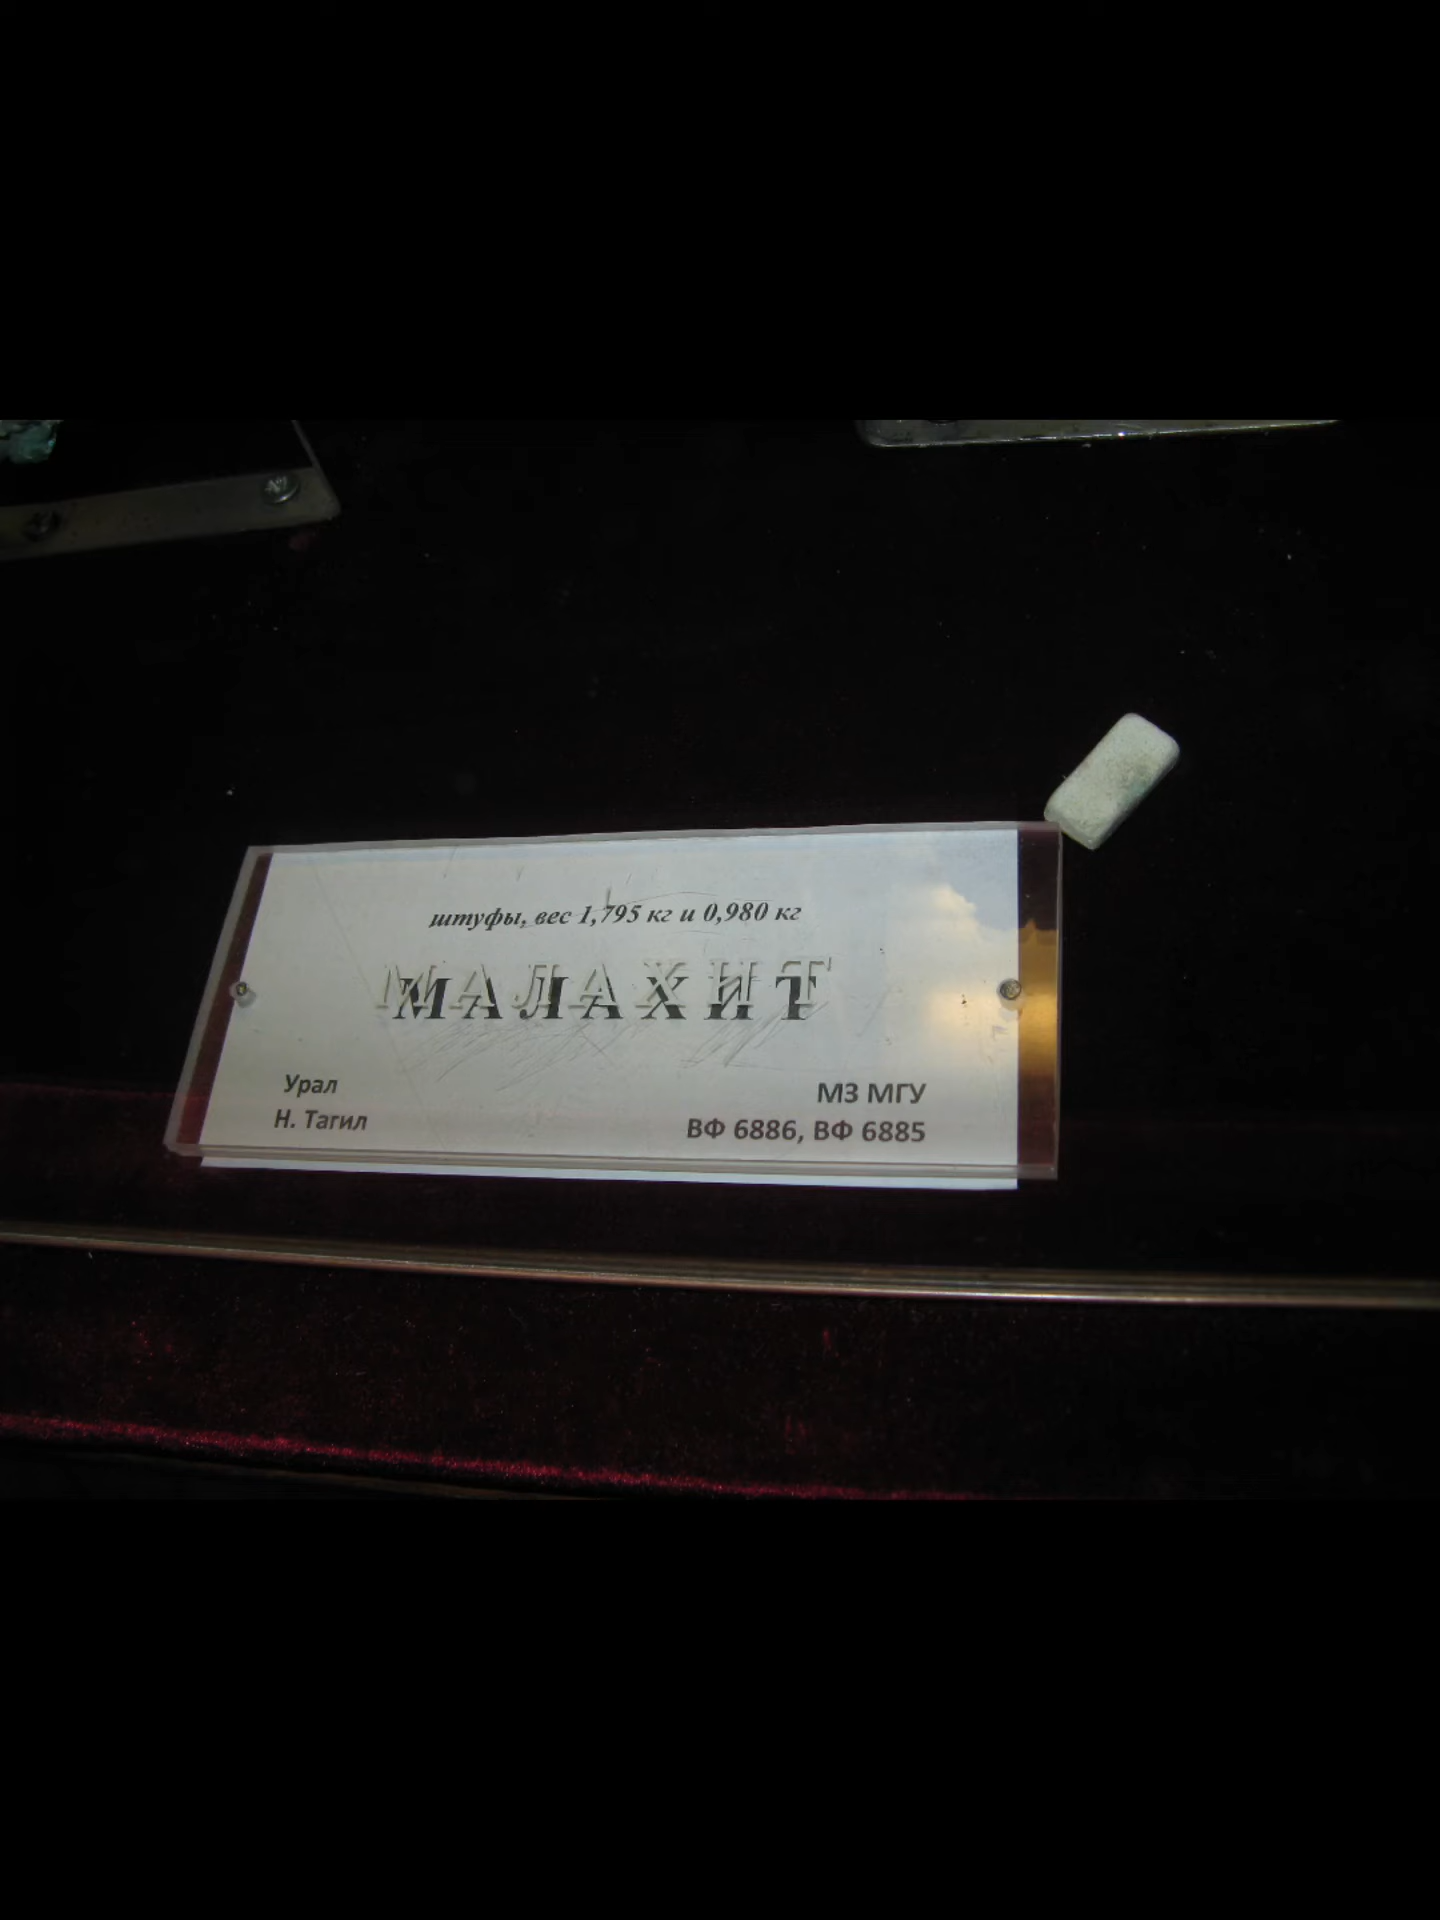 штуфы, вес 1,795 кг и 0,980 кг
МАЛАХИТ
Урал
Н. Тагил
МЗ МГУ
ВФ 6886, ВФ 6885